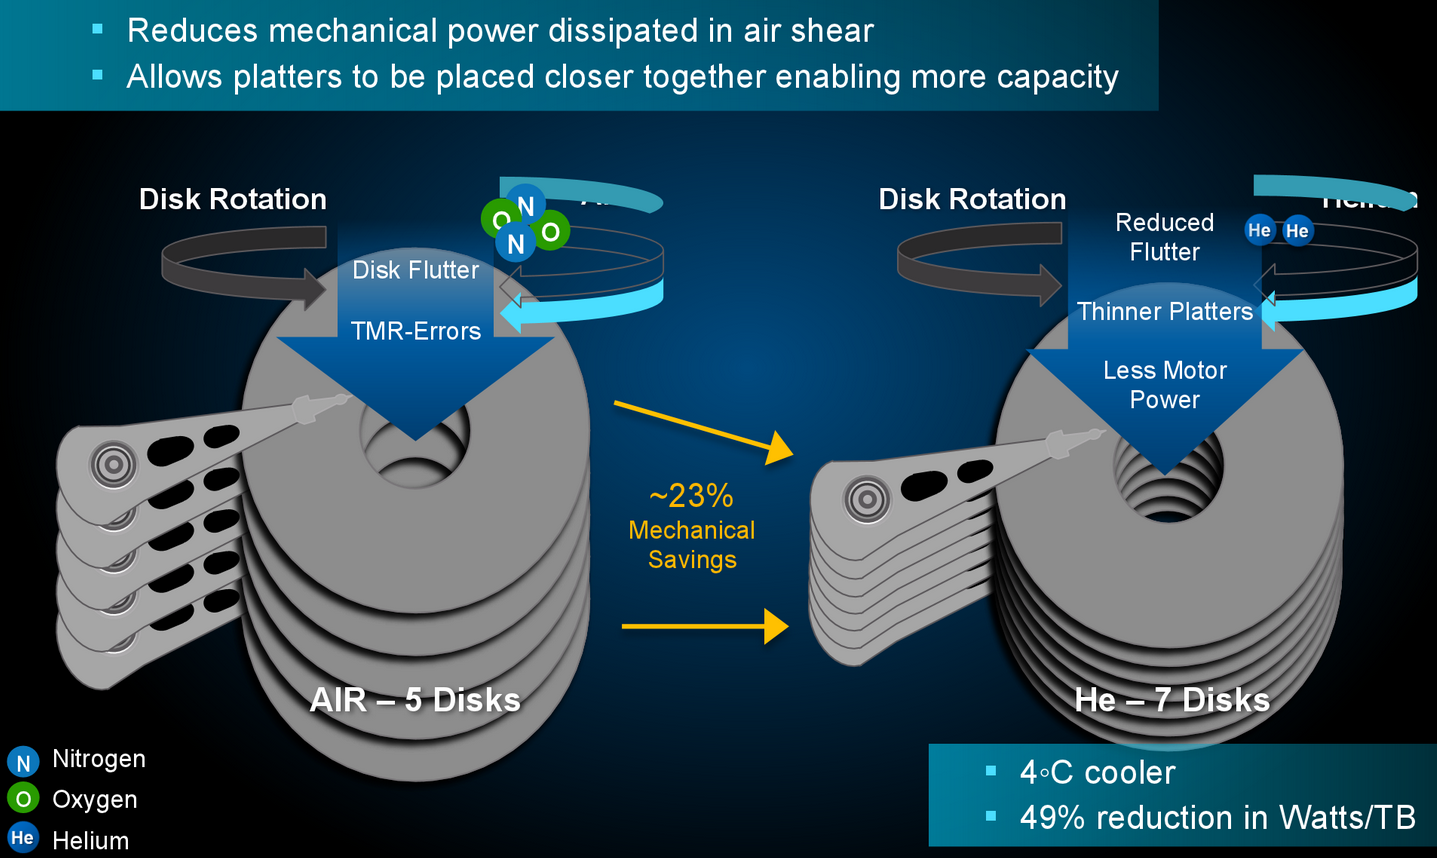 ▪ Reduces mechanical power dissipated in air shear
▪ Allows platters to be placed closer together enabling more capacity
Disk Rotation
N
O
O
N
Disk Flutter
TMR-Errors
Disk Rotation
Reduced
Flutter
Helium
He
He
Thinner Platters
Less Motor
Power
~23%
Mechanical
Savings
AIR – 5 Disks
He – 7 Disks
N Nitrogen
O Oxygen
He Helium
▪ 4◦C cooler
▪ 49% reduction in Watts/TB